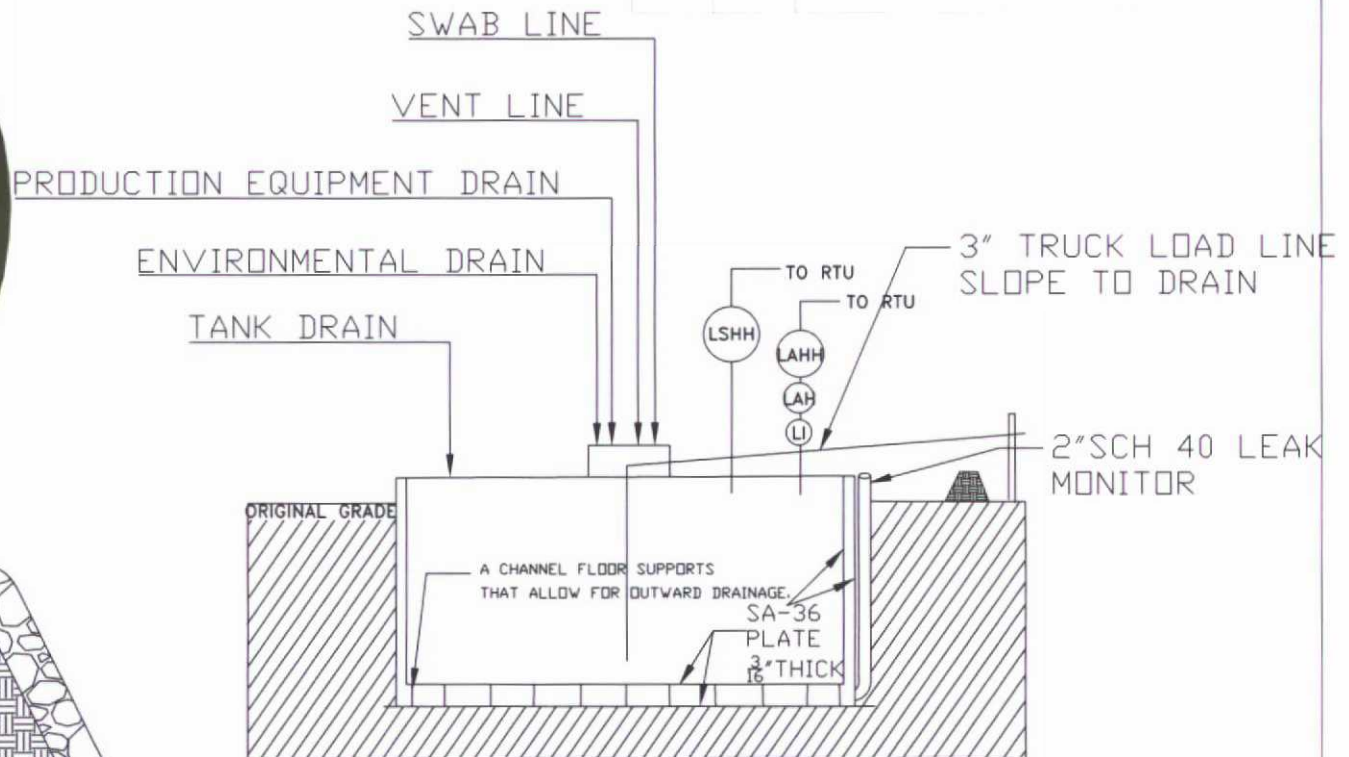 SWAB LINE
VENT LINE
PRODUCTION EQUIPMENT DRAIN
ENVIRONMENTAL DRAIN
TANK DRAIN
TO RTU
TO RTU
3" TRUCK LOAD LINE
SLOPE TO DRAIN
LSHH
LAHH
LAH
LI
2"SCH 40 LEAK
MONITOR
ORIGINAL GRADE
A CHANNEL FLOOR SUPPORTS
THAT ALLOW FOR OUTWARD DRAINAGE.
SA-36
PLATE
3/16"THICK